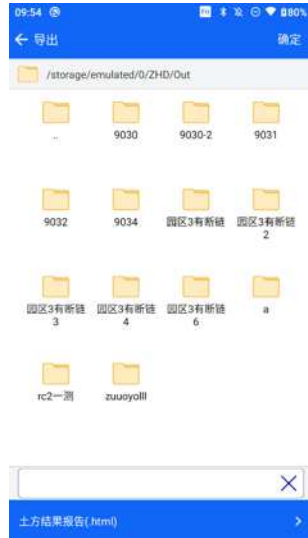 09:54
80%
← 导出
确定
/storage/emulated/0/ZHD/Out
..
9030
9030-2
9031
9032
9034
园区3有断链
园区3有断链
2
园区3有断链
3
园区3有断链
4
园区3有断链
6
a
rc2一测
zuuoyolll
土方结果报告(.html)